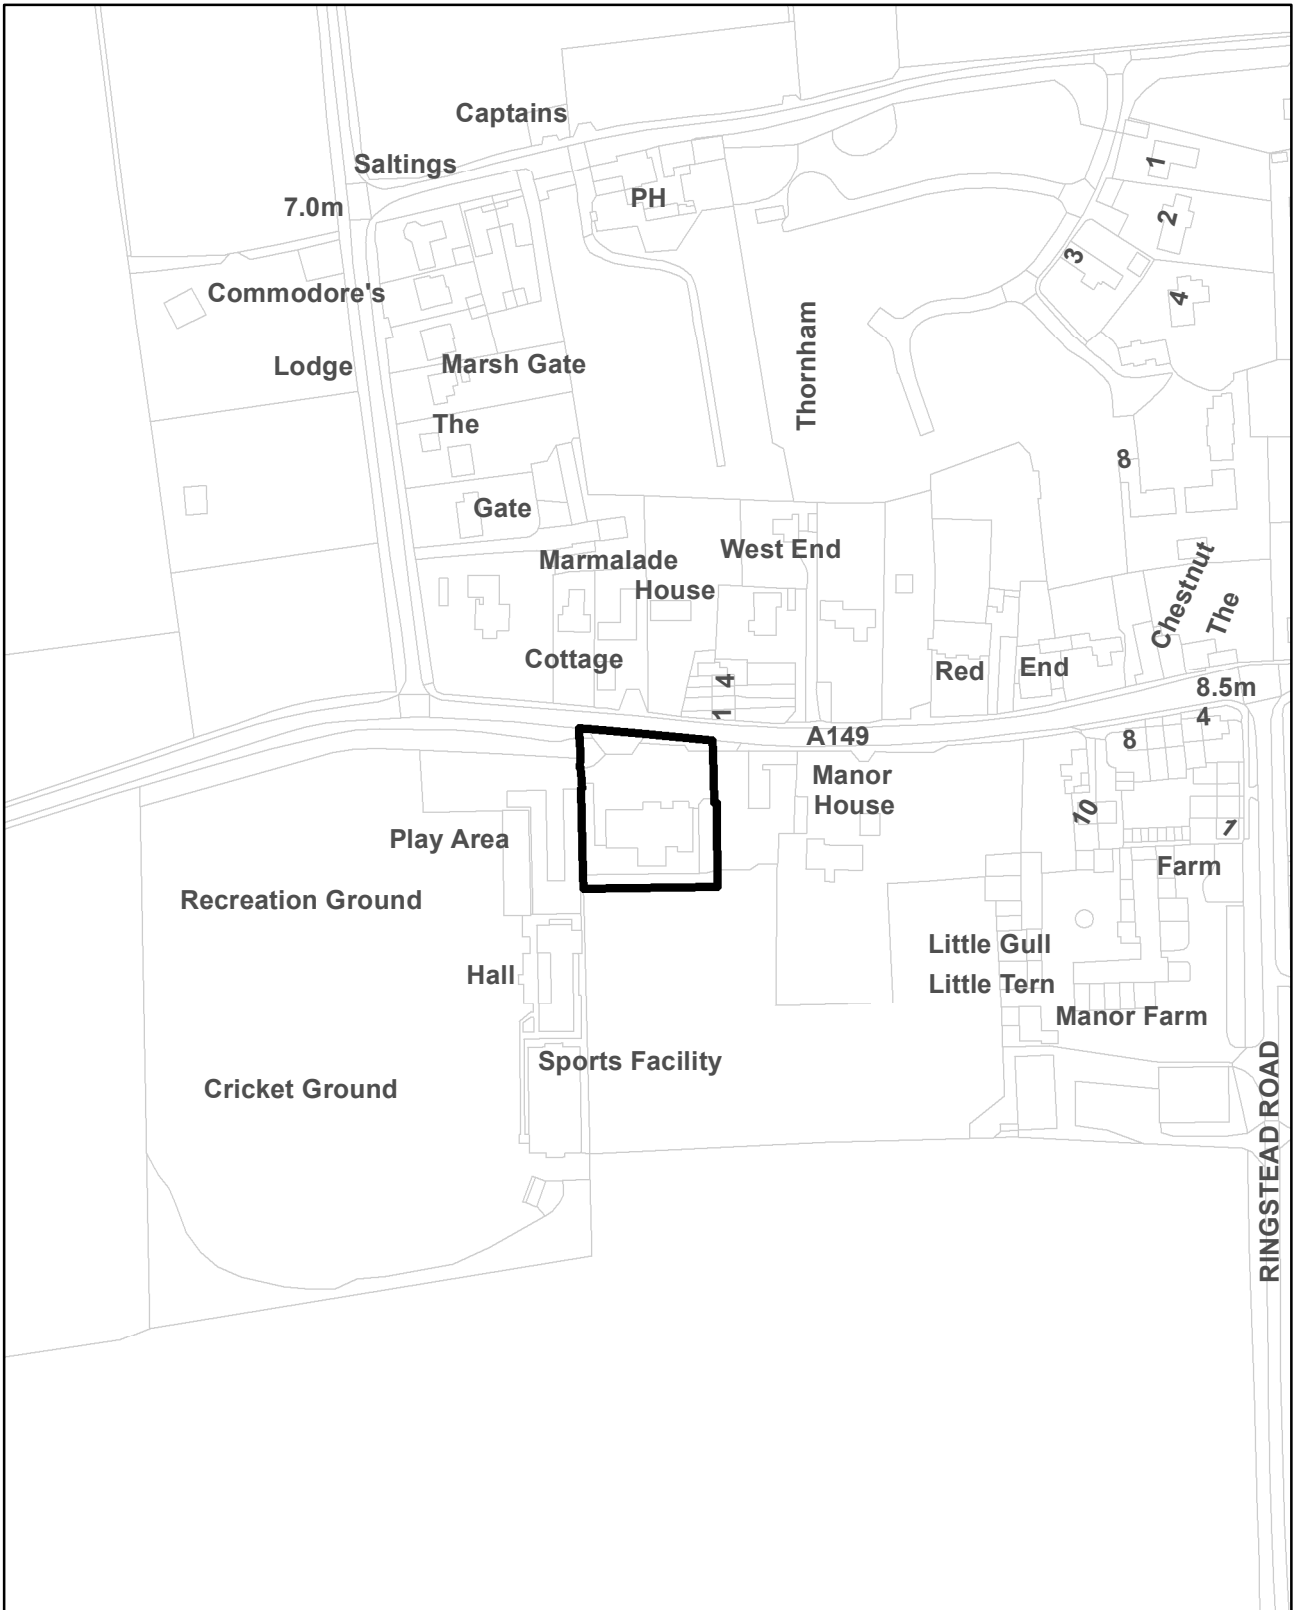 Captains
Saltings
1
PH
7.0m
2
3
Commodore's
4
Thornham
Lodge
Marsh Gate
The
8
Gate
West End
Marmalade
House
Chestnut
The
Cottage
Red
End
4
8.5m
1
4
A149
8
Manor
House
10
1
Play Area
Farm
Recreation Ground
Little Gull
Hall
Little Tern
Manor Farm
Sports Facility
Cricket Ground
RINGSTEAD ROAD